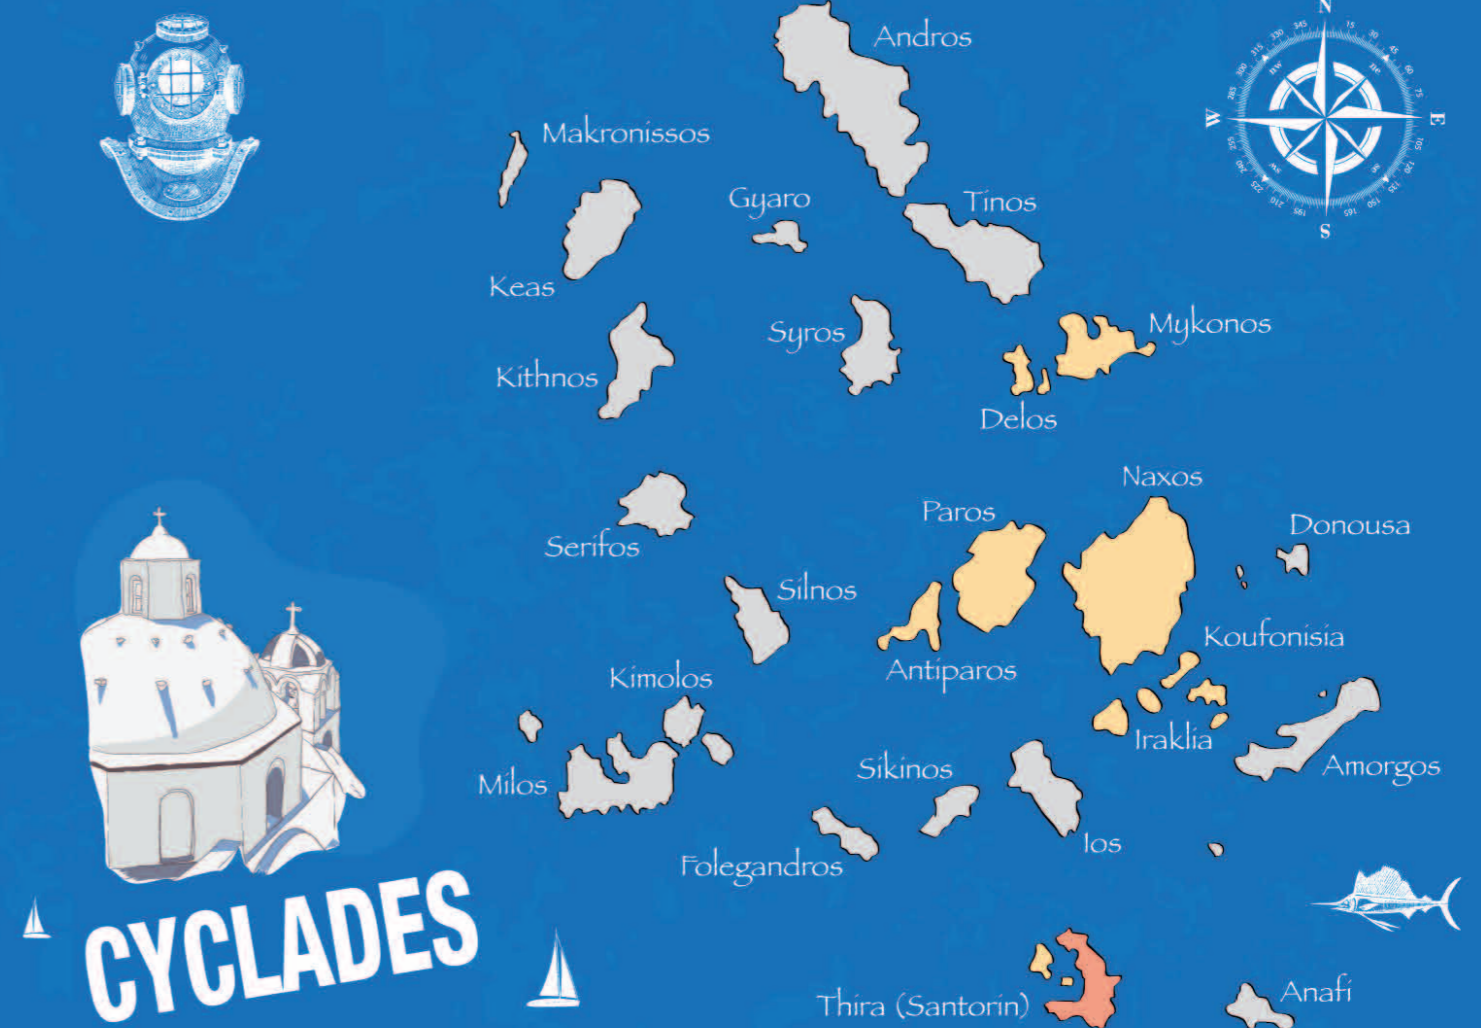 Andros
N
Makronissos
W
E
Gyaro
Tinos
S
Keas
Syros
Mykonos
Kithnos
Delos
Naxos
Paros
Donousa
Serifos
Silnos
Koufonisia
Antiparos
Kimolos
Iraklia
Milos
Sikinos
Amorgos
Ios
Folegandros
CYCLADES
Thira (Santorin)
Anafi